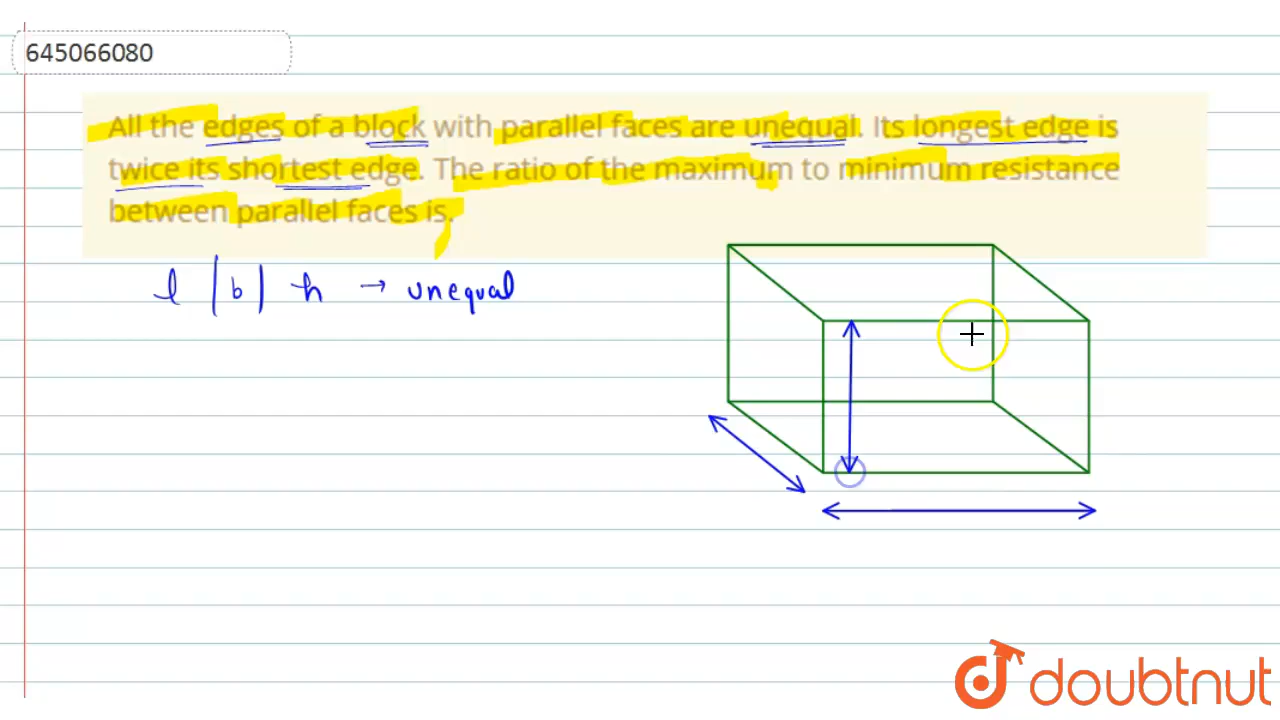 645066080
All the edges of a block with parallel faces are unequal. Its longest edge is
twice its shortest edge. The ratio of the maximum to minimum resistance
between parallel faces is.
l | b | h → unequal
doubtnut